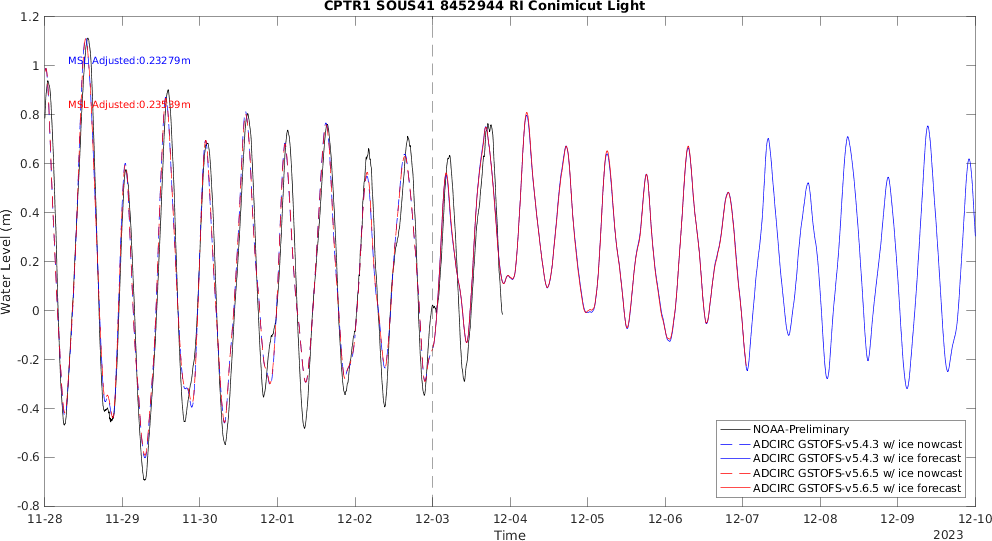 CPTR1 SOUS41 8452944 RI Conimicut Light
1.2
1
0.8
0.6
0.4
0.2
0
-0.2
-0.4
-0.6
-0.8
Water Level (m)
MSL Adjusted:0.23279m
MSL Adjusted:0.23539m
NOAA-Preliminary
ADCIRC GSTOFS-v5.4.3 w/ ice nowcast
ADCIRC GSTOFS-v5.4.3 w/ ice forecast
ADCIRC GSTOFS-v5.6.5 w/ ice nowcast
ADCIRC GSTOFS-v5.6.5 w/ ice forecast
11-28 11-29 11-30 12-01 12-02 12-03 12-04 12-05 12-06 12-07 12-08 12-09 12-10
Time
2023